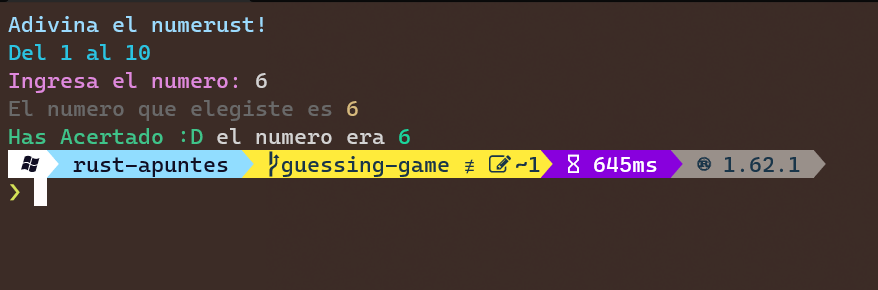 Adivina el numerust!
Del 1 al 10
Ingresa el numero: 6
El numero que elegiste es 6
Has Acertado :D el numero era 6
rust-apuntes guessing-game ≢ ~1 645ms 1.62.1
❯